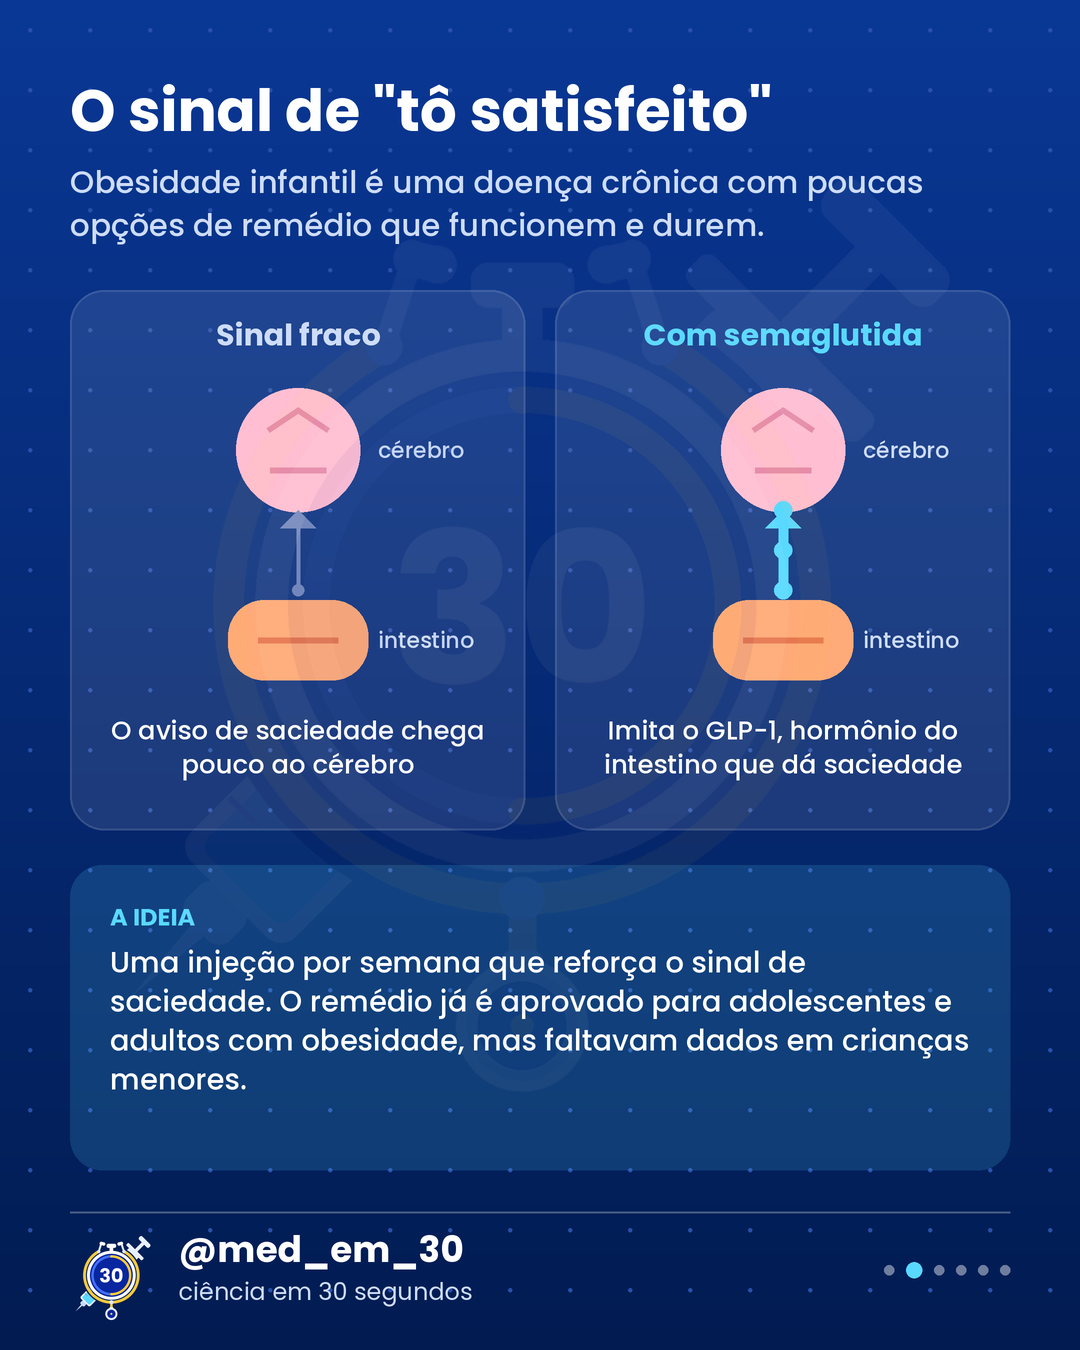 O sinal de "tô satisfeito"
Obesidade infantil é uma doença crônica com poucas
opções de remédio que funcionem e durem.
Sinal fraco
cérebro
intestino
O aviso de saciedade chega
pouco ao cérebro
Com semaglutida
cérebro
intestino
Imita o GLP-1, hormônio do
intestino que dá saciedade
30
A IDEIA
Uma injeção por semana que reforça o sinal de
saciedade. O remédio já é aprovado para adolescentes e
adultos com obesidade, mas faltavam dados em crianças
menores.
30
@med_em_30
ciência em 30 segundos